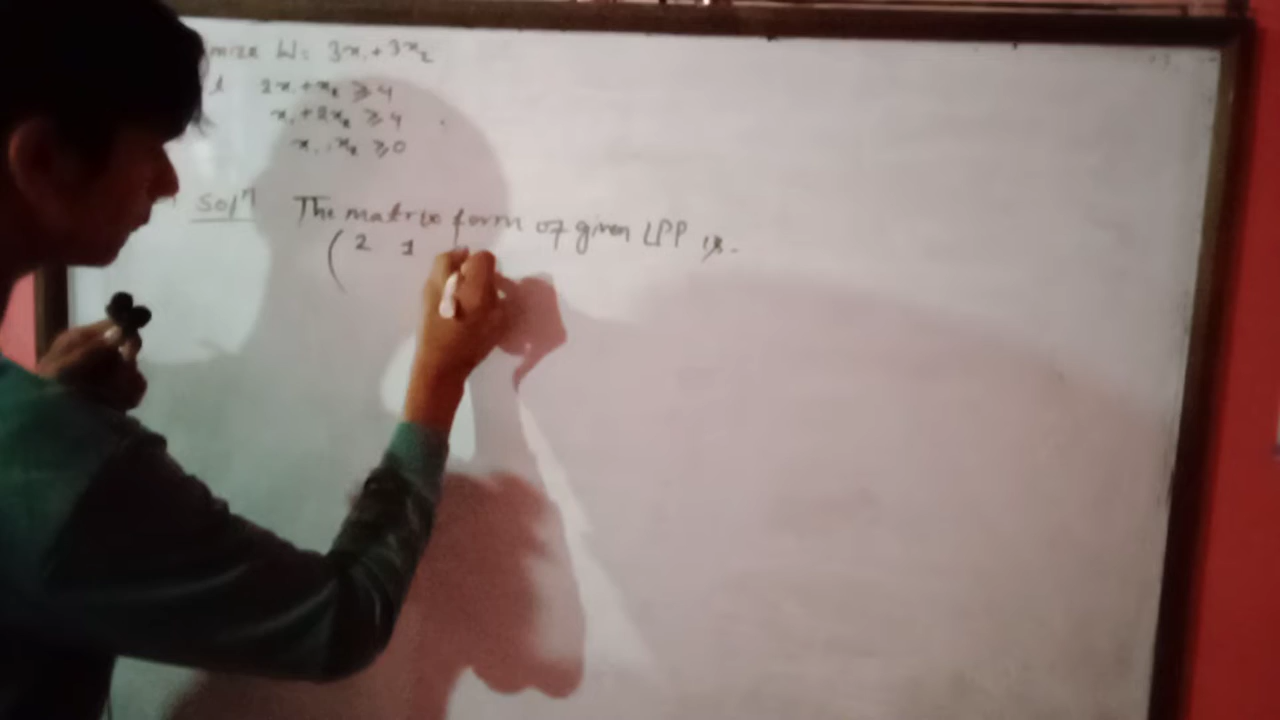 mize W = 3x₁ + 3x₂
2x₁ + x₂ ≥ 4
x₁ + 2x₂ ≥ 4
x₁, x₂ ≥ 0
Solⁿ The matrix form of given LPP is.
( 2 1